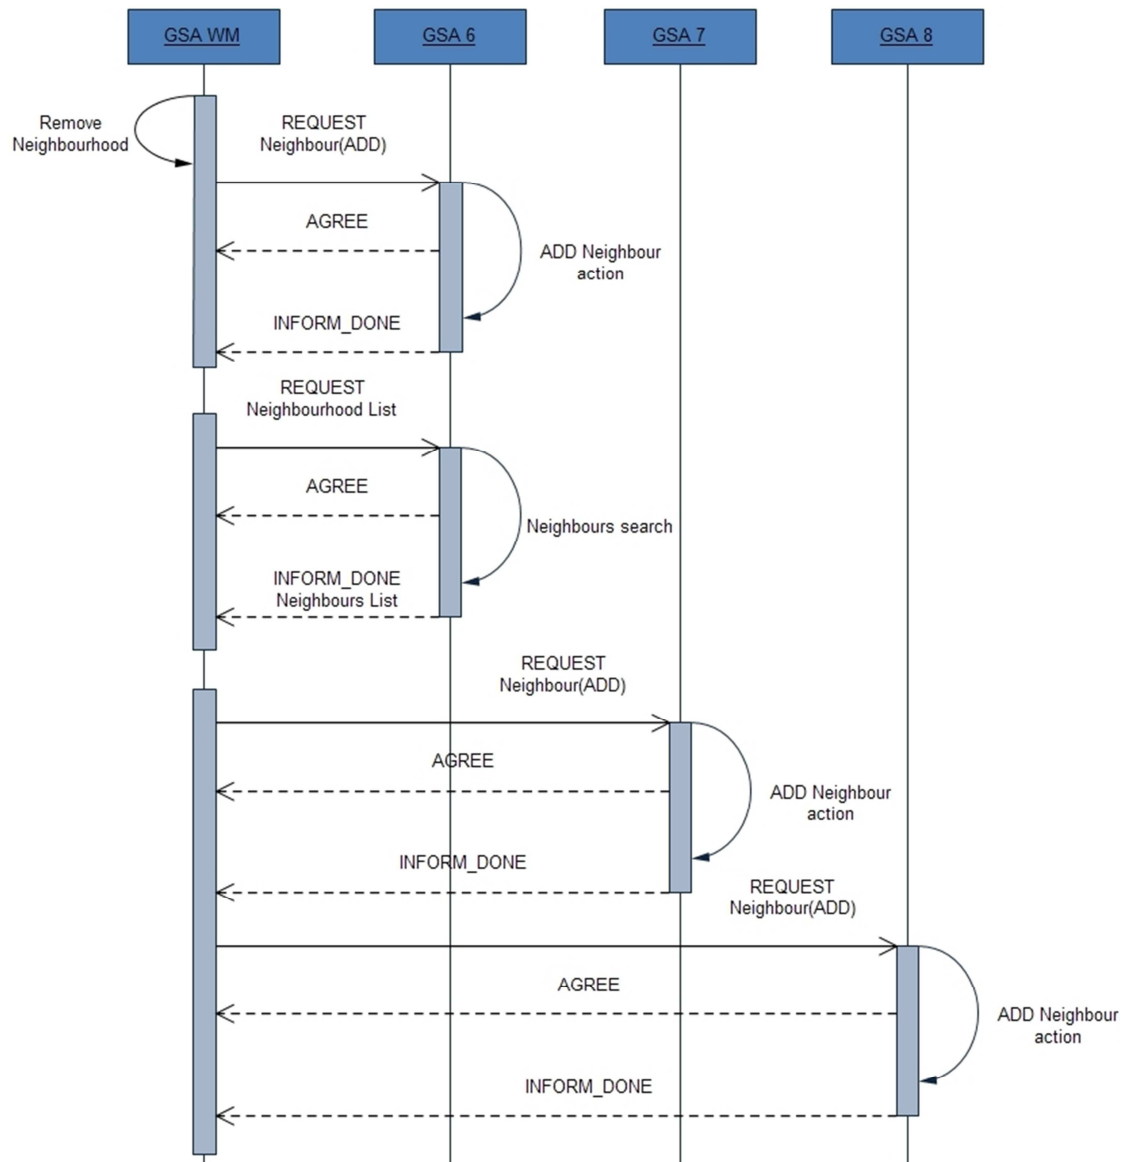 GSA WM
GSA 6
GSA 7
GSA 8
Remove
Neighbourhood
REQUEST
Neighbour(ADD)
AGREE
ADD Neighbour
action
INFORM_DONE
REQUEST
Neighbourhood List
AGREE
Neighbours search
INFORM_DONE
Neighbours List
REQUEST
Neighbour(ADD)
AGREE
ADD Neighbour
action
INFORM_DONE
REQUEST
Neighbour(ADD)
AGREE
ADD Neighbour
action
INFORM_DONE